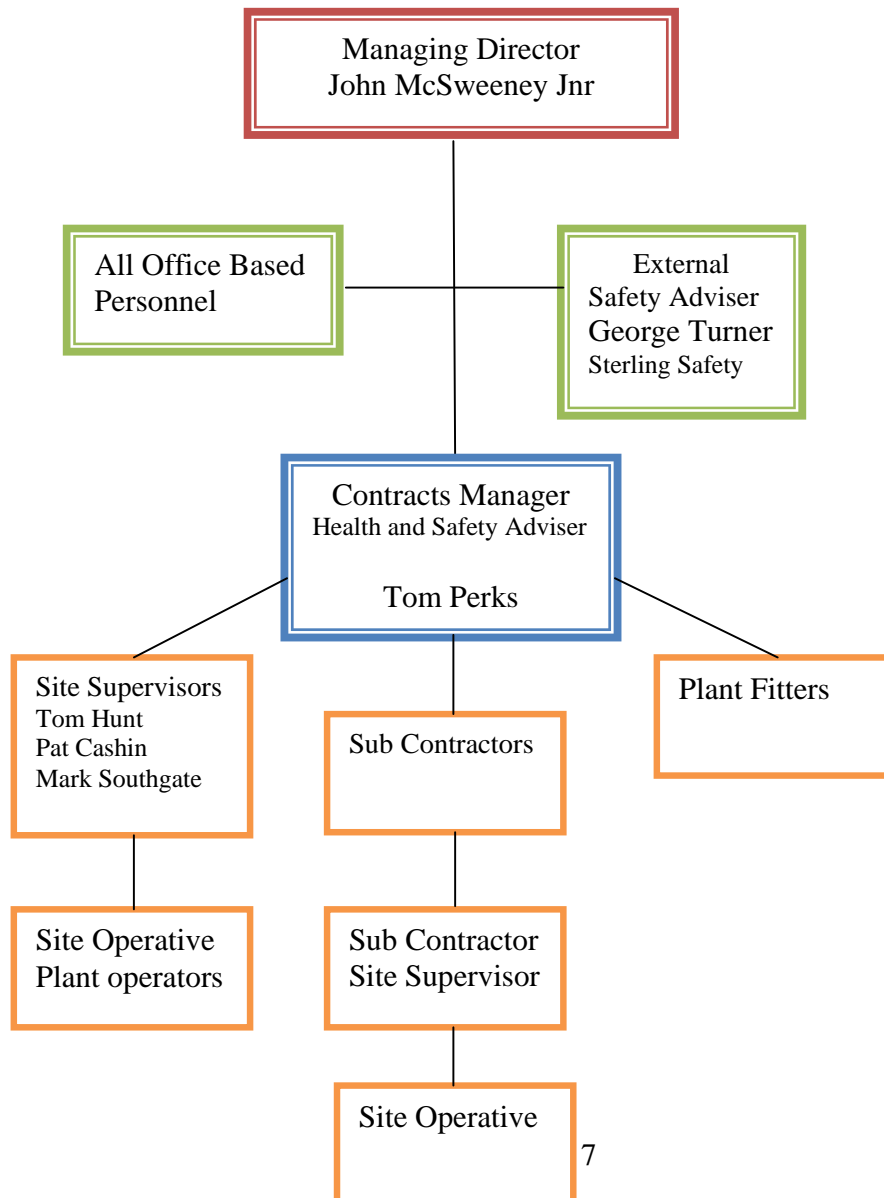 Managing Director
John McSweeney Jnr
All Office Based
Personnel
External
Safety Adviser
George Turner
Sterling Safety
Contracts Manager
Health and Safety Adviser
Tom Perks
Site Supervisors
Tom Hunt
Pat Cashin
Mark Southgate
Sub Contractors
Plant Fitters
Site Operative
Plant operators
Sub Contractor
Site Supervisor
Site Operative
7